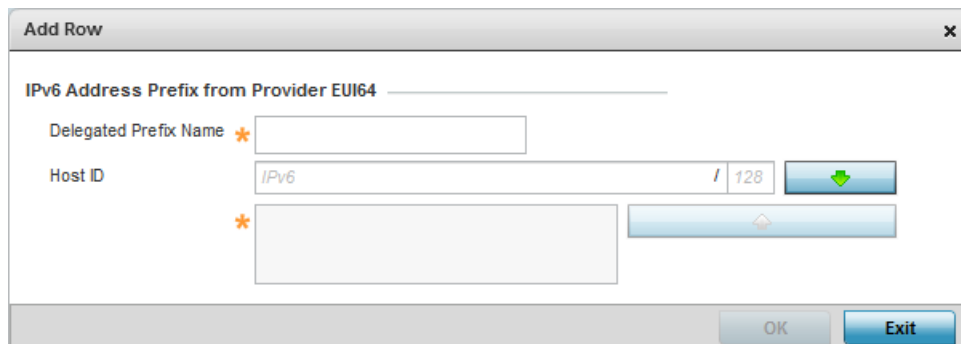 Add Row x
IPv6 Address Prefix from Provider EUI64
Delegated Prefix Name *
Host ID IPv6 / 128
*
OK Exit